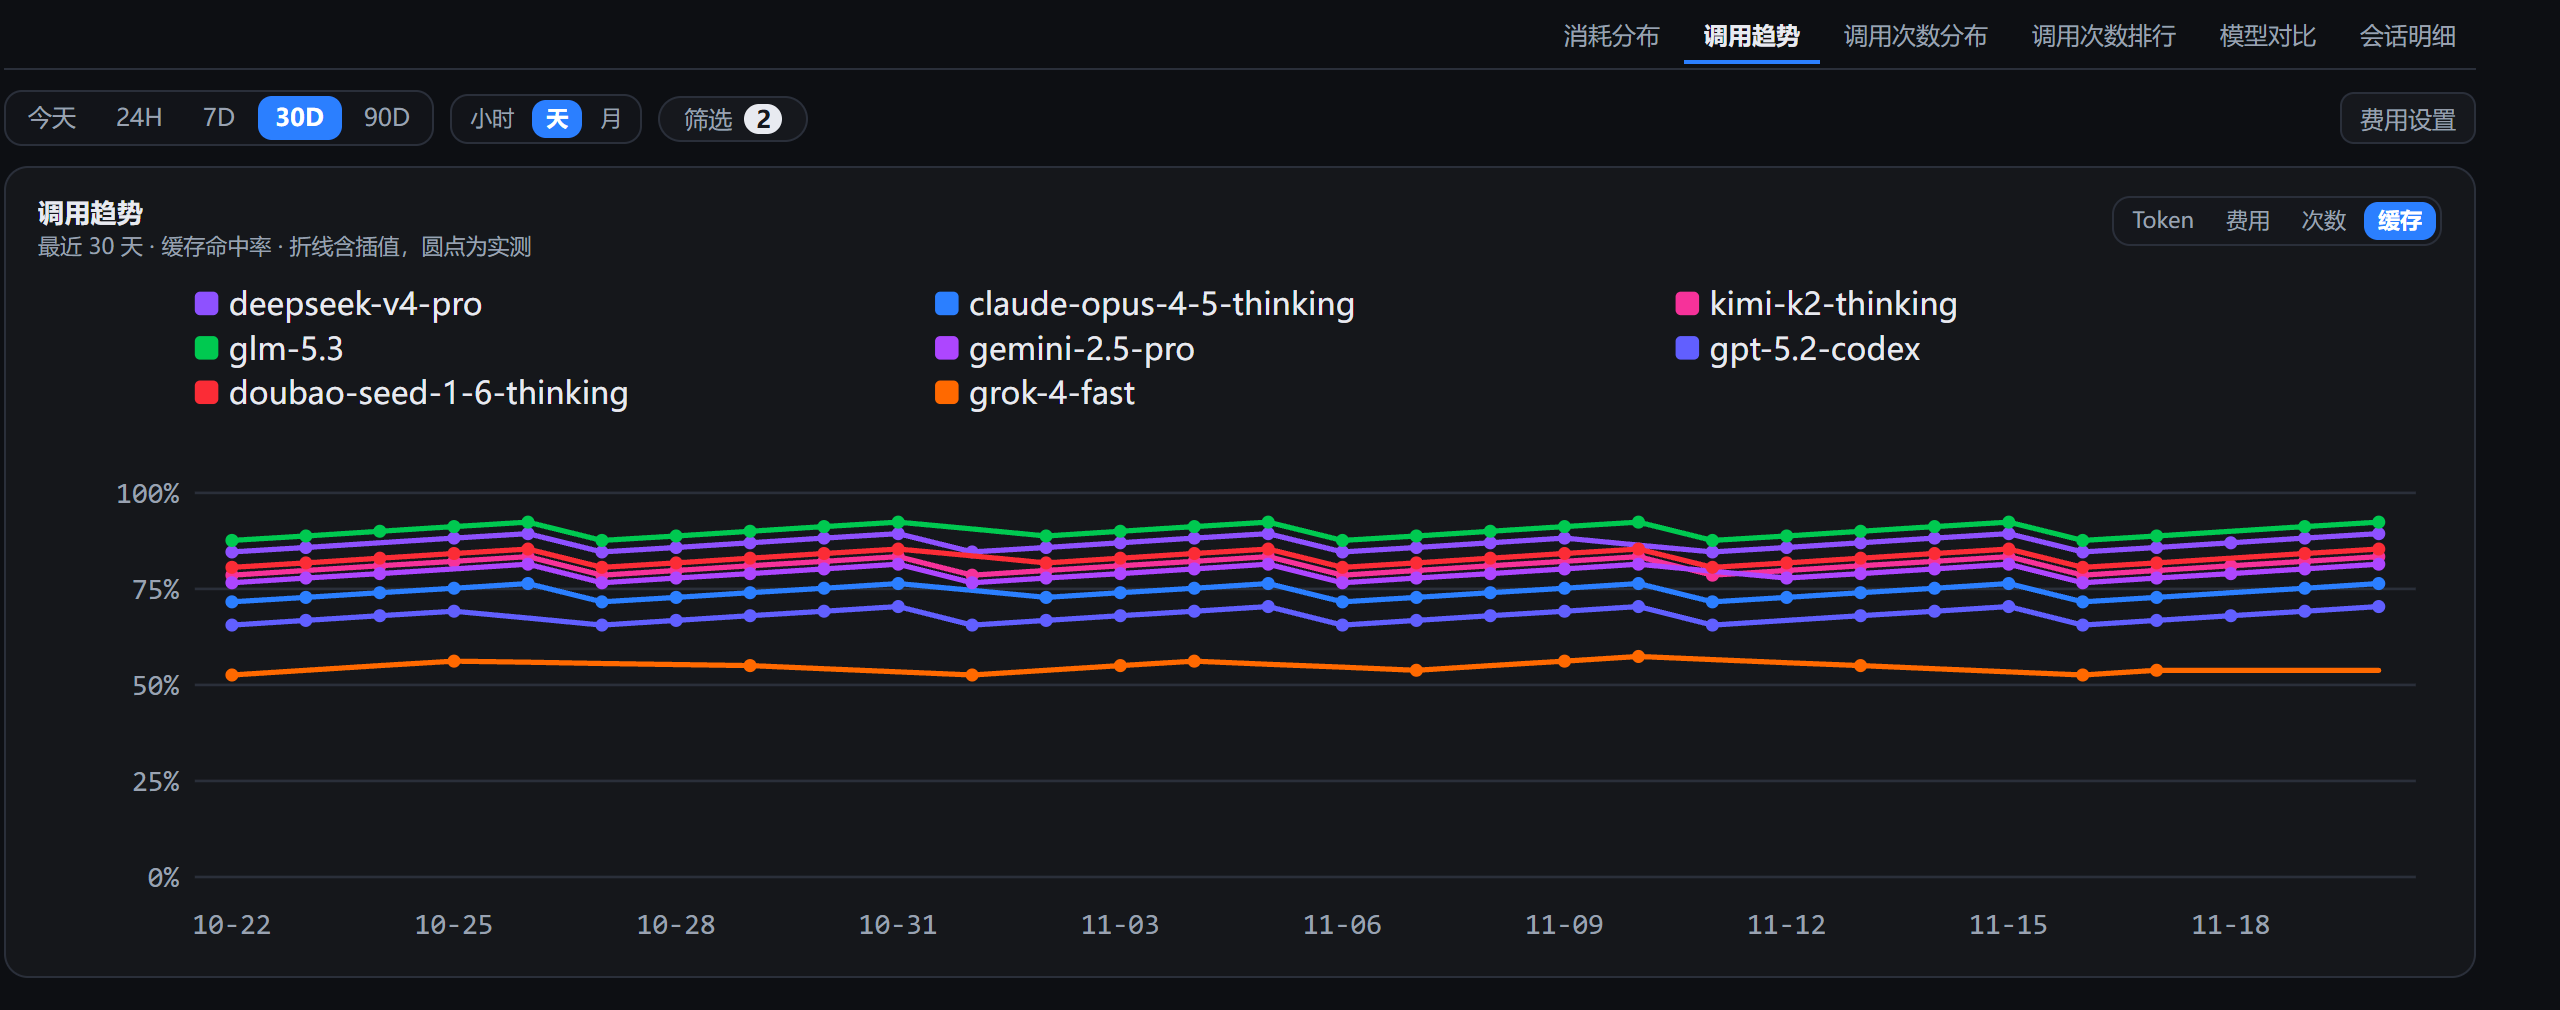 消耗分布 调用趋势 调用次数分布 调用次数排行 模型对比 会话明细
今天 24H 7D 30D 90D 小时 天 月 筛选 2 费用设置
调用趋势
最近 30 天 · 缓存命中率 · 折线含插值，圆点为实测
Token 费用 次数 缓存
deepseek-v4-pro claude-opus-4-5-thinking kimi-k2-thinking
glm-5.3 gemini-2.5-pro gpt-5.2-codex
doubao-seed-1-6-thinking grok-4-fast
100%
75%
50%
25%
0%
10-22 10-25 10-28 10-31 11-03 11-06 11-09 11-12 11-15 11-18